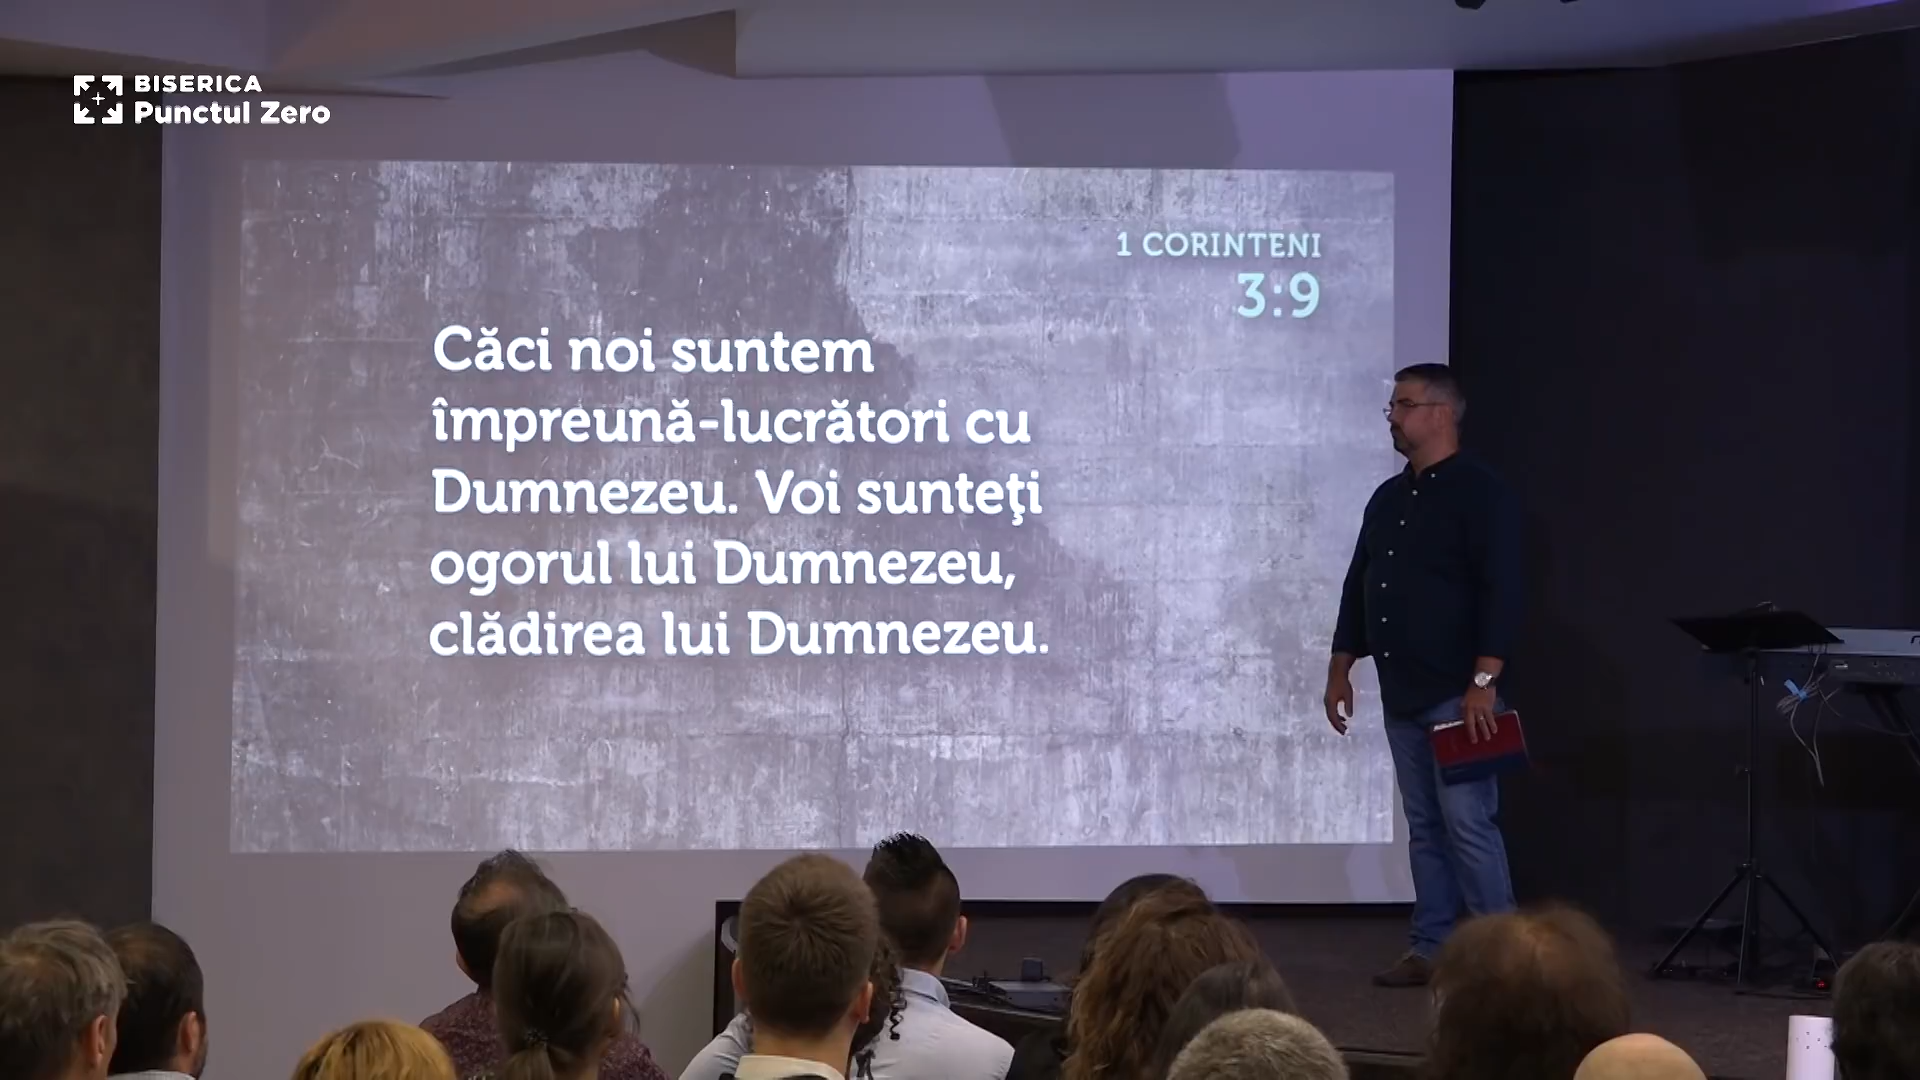 BISERICA
Punctul Zero
1 CORINTENI
3:9
Căci noi suntem
împreună-lucrători cu
Dumnezeu. Voi sunteţi
ogorul lui Dumnezeu,
clădirea lui Dumnezeu.